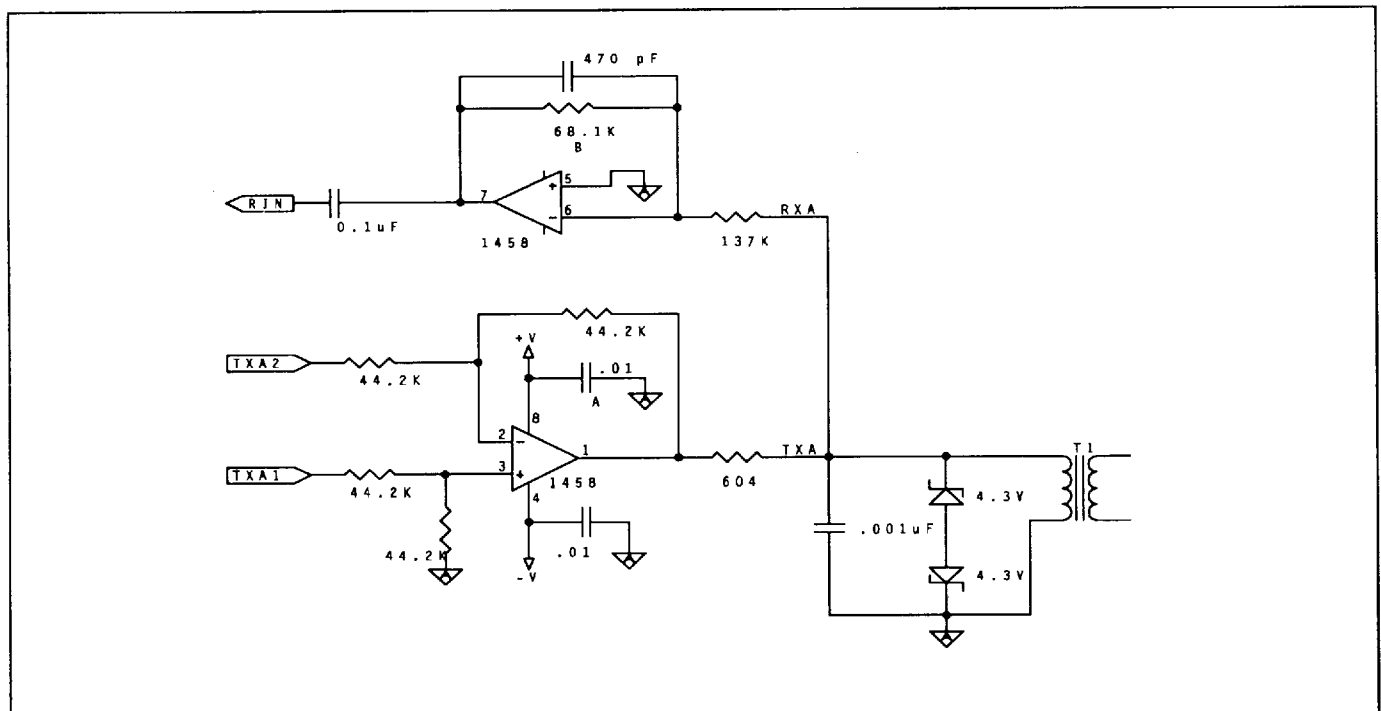 470 pF
68.1K
B
5
+
7
6
-
RIN
0.1uF
1458
137K
RXA
44.2K
+V
.01
A
TXA2
44.2K
8
2
-
1
3
+
TXA1
44.2K
1458
4
604
TXA
T1
4.3V
.001uF
44.2K
.01
-V
4.3V
A
A
A
A
A